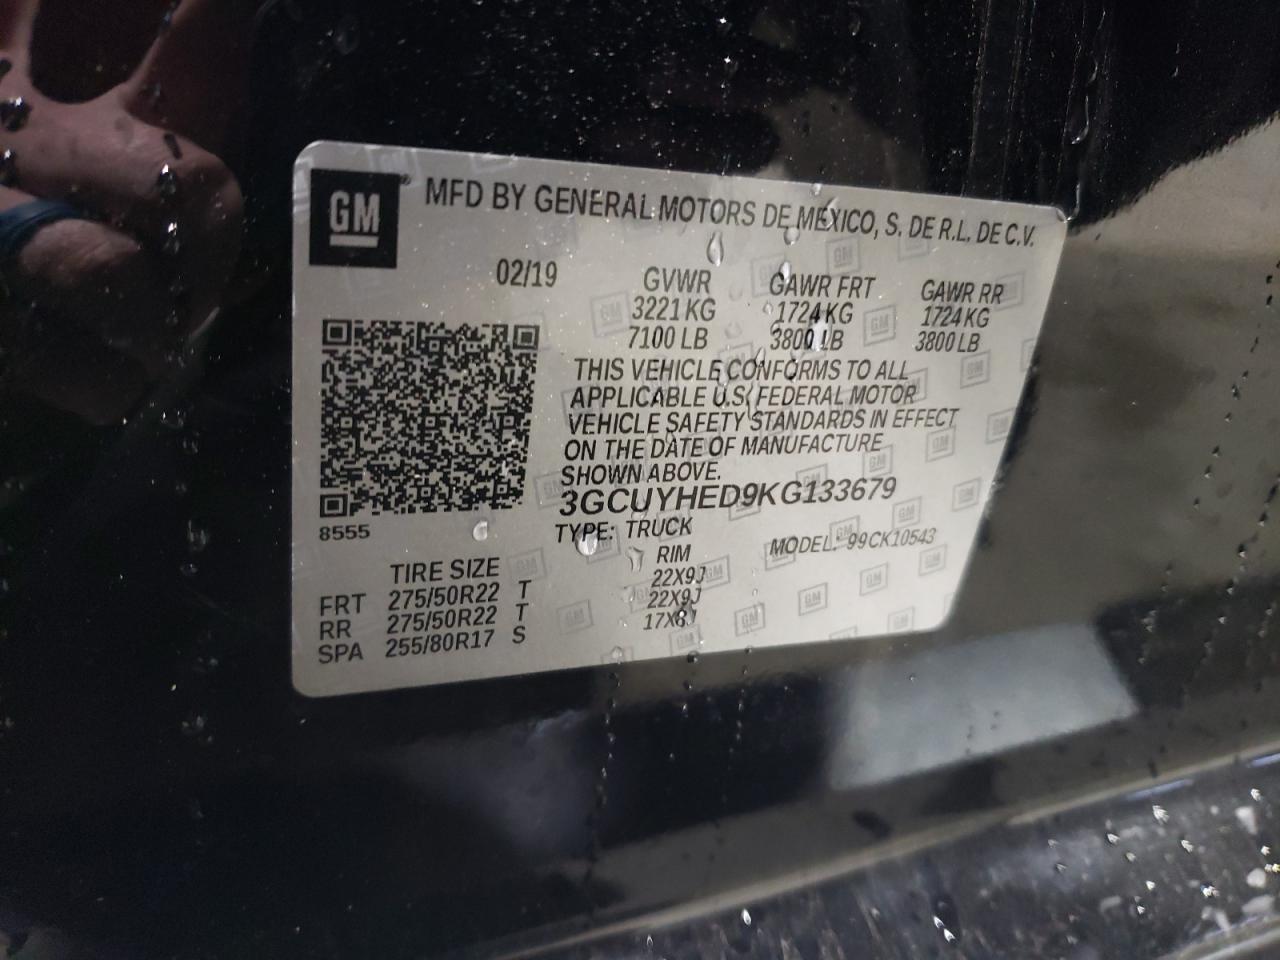 GM
MFD BY GENERAL MOTORS DE MEXICO, S. DE R.L. DE C.V.
02/19 GVWR GAWR FRT GAWR RR
3221 KG 1724 KG 1724 KG
7100 LB 3800 LB 3800 LB
THIS VEHICLE CONFORMS TO ALL
APPLICABLE U.S. FEDERAL MOTOR
VEHICLE SAFETY STANDARDS IN EFFECT
ON THE DATE OF MANUFACTURE
SHOWN ABOVE.
3GCUYHED9KG133679
8555 TYPE: TRUCK MODEL: 99CK10543
TIRE SIZE RIM
FRT 275/50R22 T 22X9J
RR 275/50R22 T 22X9J
SPA 255/80R17 S 17X8J